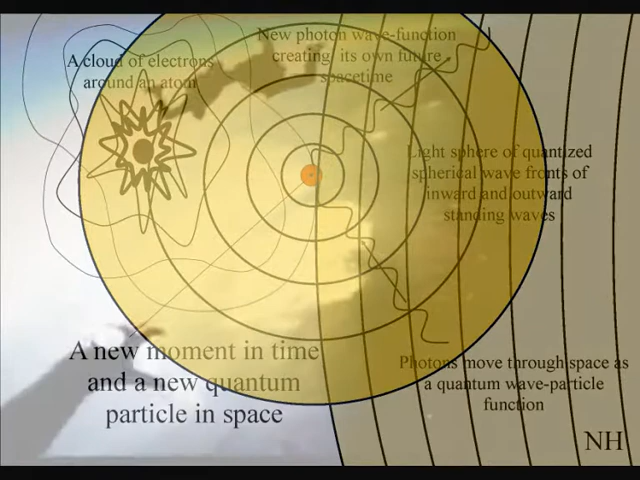 New photon wave-function
creating its own future
spacetime
A cloud of electrons
around an atom
Light sphere of quantized
spherical wave fronts of
inward and outward
standing waves
A new moment in time
and a new quantum
particle in space
Photons move through space as
a quantum wave-particle
function
NH